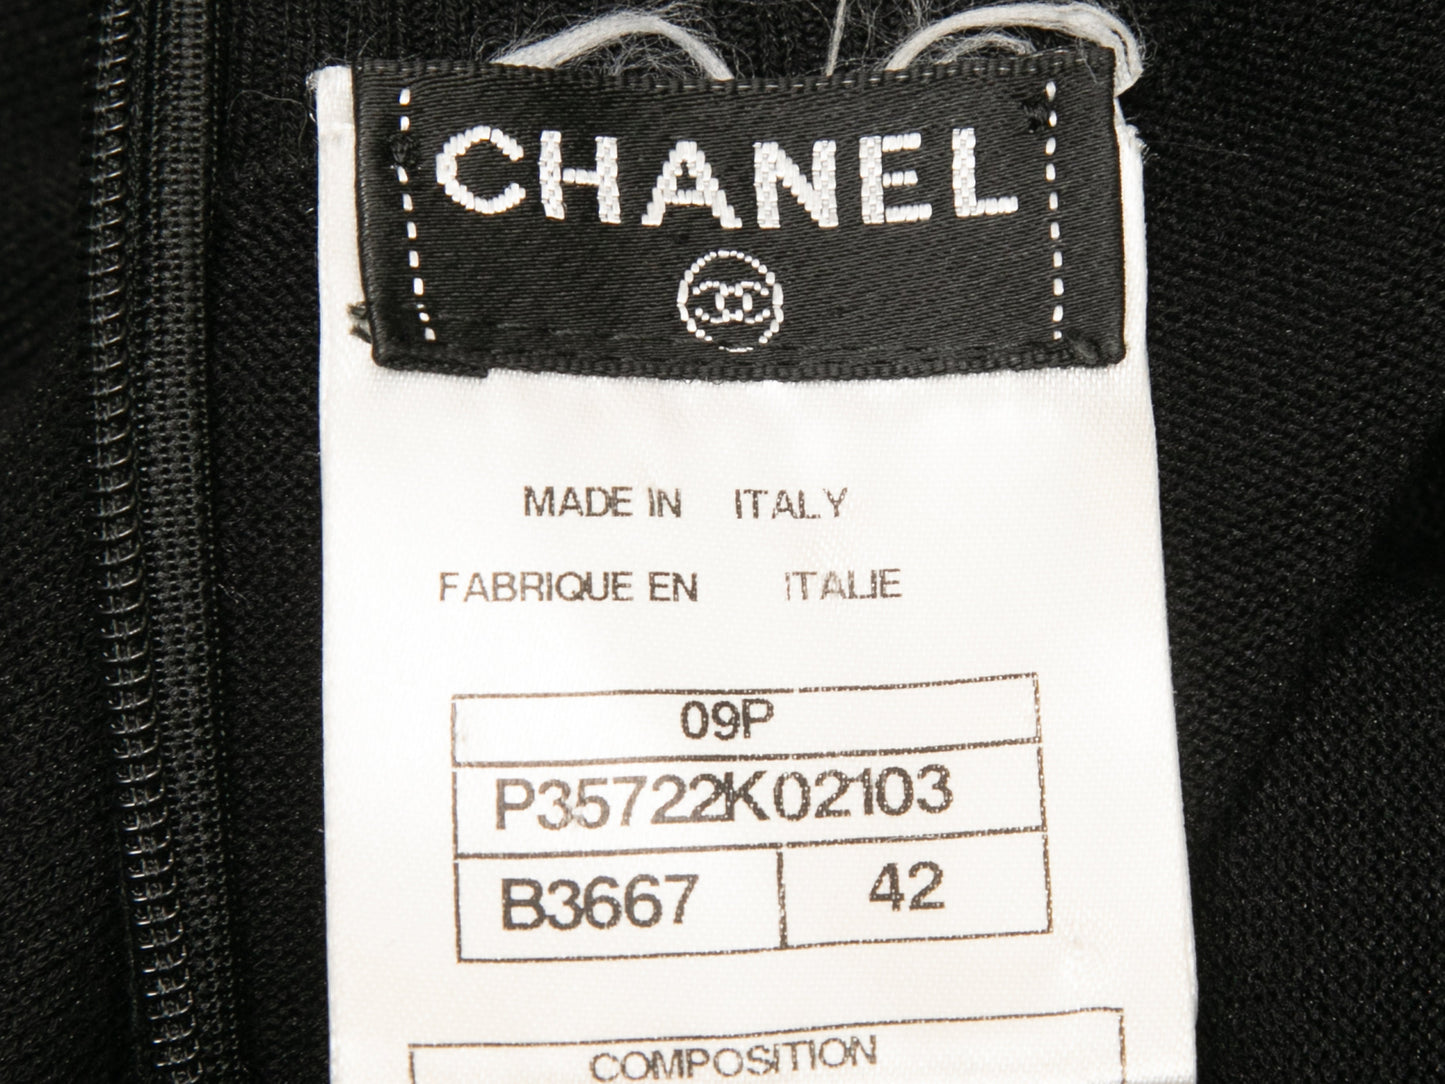 CHANEL
MADE IN ITALY
FABRIQUE EN ITALIE
09P
P35722K02103
B3667 42
COMPOSITION